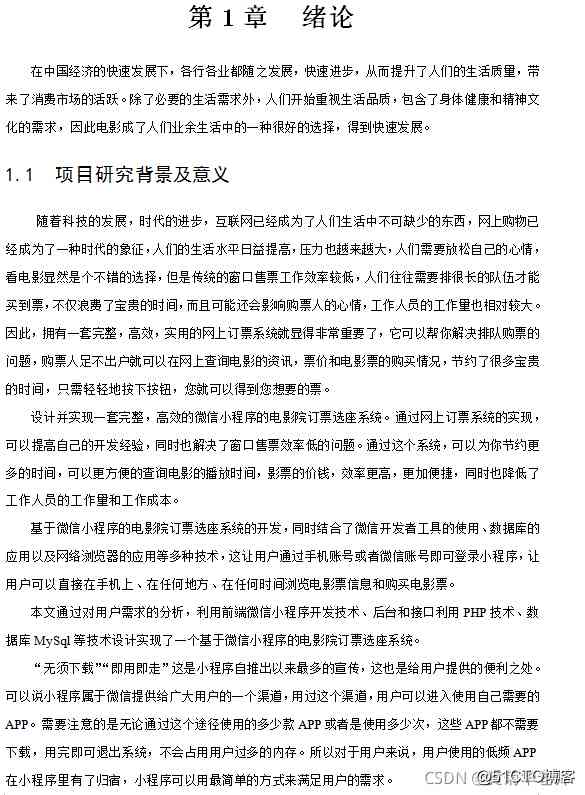 第 1 章 绪论
在中国经济的快速发展下，各行各业都随之发展，快速进步，从而提升了人们的生活质量，带
来了消费市场的活跃。除了必要的生活需求外，人们开始重视生活品质，包含了身体健康和精神文
化的需求，因此电影成了人们业余生活中的一种很好的选择，得到快速发展。
1.1 项目研究背景及意义
随着科技的发展，时代的进步，互联网已经成为了人们生活中不可缺少的东西，网上购物已
经成为了一种时代的象征，人们的生活水平日益提高，压力也越来越大，人们需要放松自己的心情，
看电影显然是个不错的选择，但是传统的窗口售票工作效率较低，人们往往需要排很长的队伍才能
买到票，不仅浪费了宝贵的时间，而且可能还会影响购票人的心情，工作人员的工作量也相对较大。
因此，拥有一套完整，高效，实用的网上订票系统就显得非常重要了，它可以帮你解决排队购票的
问题，购票人足不出户就可以在网上查询电影的资讯，票价和电影票的购买情况，节约了很多宝贵
的时间，只需轻轻地按下按钮，您就可以得到您想要的票。
设计并实现一套完整，高效的微信小程序的电影院订票选座系统。通过网上订票系统的实现，
可以提高自己的开发经验，同时也解决了窗口售票效率低的问题。通过这个系统，可以为你节约更
多的时间，可以更方便的查询电影的播放时间，影票的价钱，效率更高，更加便捷，同时也降低了
工作人员的工作量和工作成本。
基于微信小程序的电影院订票选座系统的开发，同时结合了微信开发者工具的使用、数据库的
应用以及网络浏览器的应用等多种技术，这让用户通过手机账号或者微信账号即可登录小程序，让
用户可以直接在手机上、在任何地方、在任何时间浏览电影票信息和购买电影票。
本文通过对用户需求的分析，利用前端微信小程序开发技术、后台和接口利用 PHP 技术、数
据库 MySql 等技术设计实现了一个基于微信小程序的电影院订票选座系统。
“无须下载”“即用即走”这是小程序自推出以来最多的宣传，这也是给用户提供的便利之处。
可以说小程序属于微信提供给广大用户的一个渠道，用过这个渠道，用户可以进入使用自己需要的
APP。需要注意的是无论通过这个途径使用的多少款 APP 或者是使用多少次，这些 APP 都不需要
下载，用完即可退出系统，不会占用用户过多的内存。所以对于用户来说，用户使用的低频 APP
在小程序里有了归宿，小程序可以用最简单的方式来满足用户的需求。
CSDN @51CTO博客